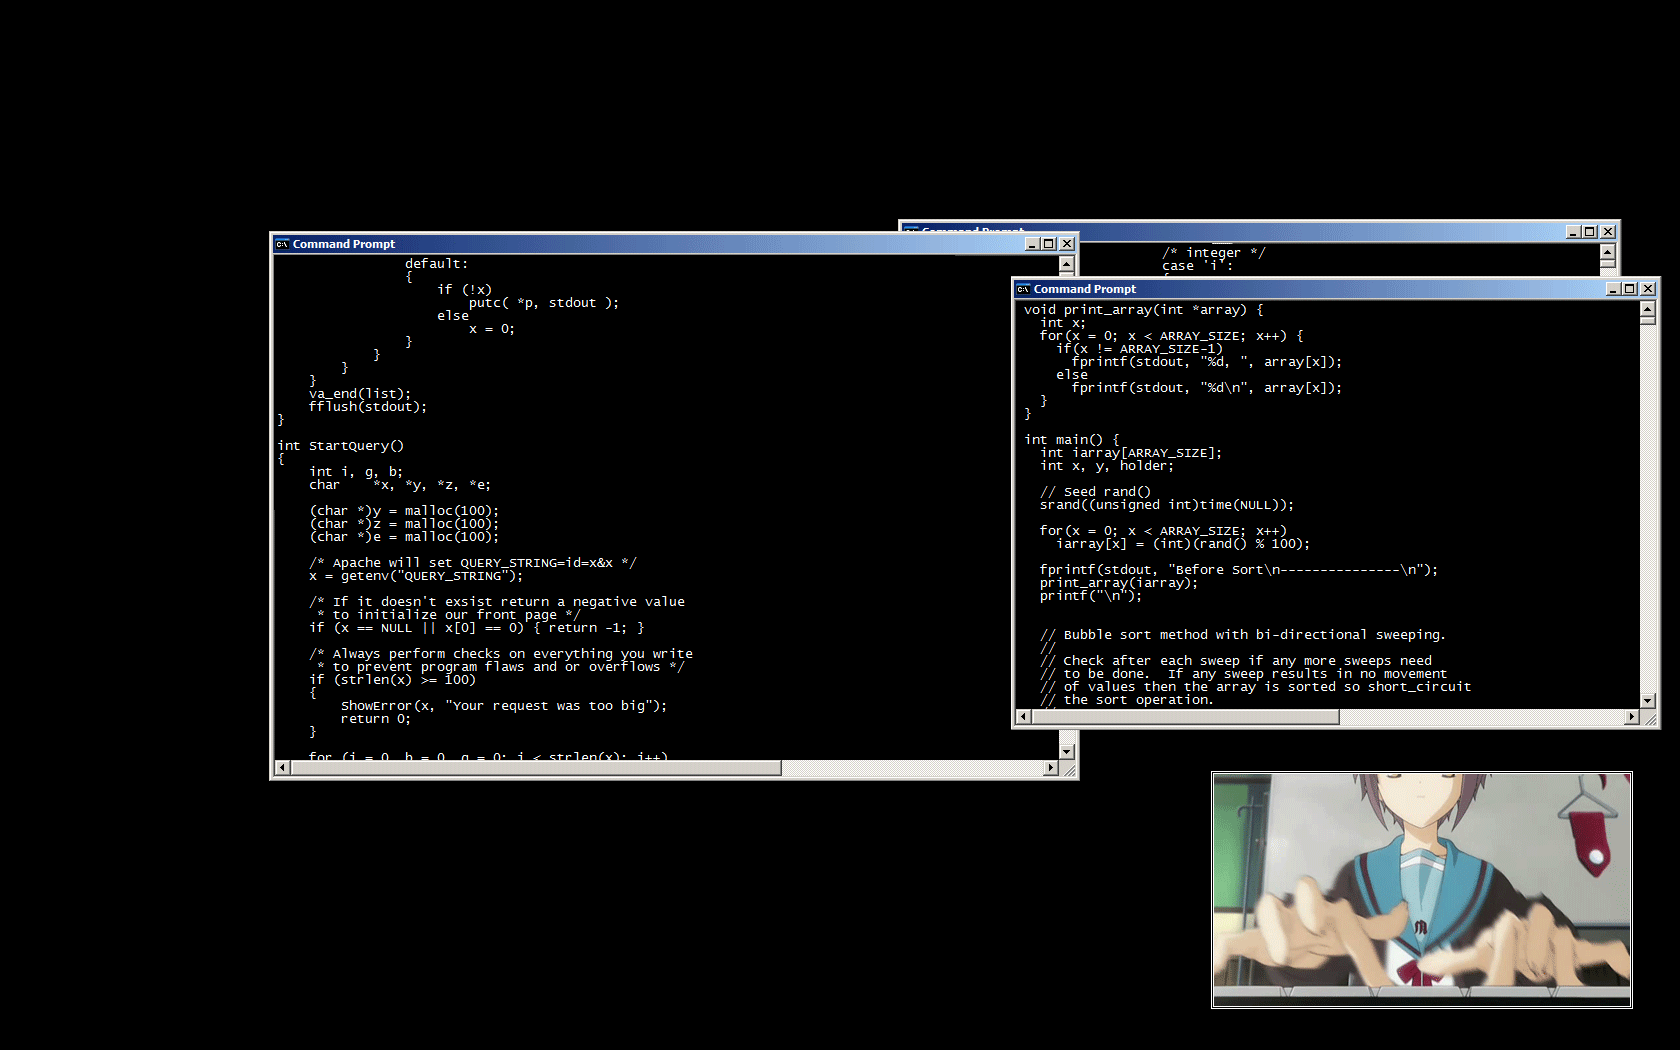 Command Prompt
default:
{
if (!x)
putc( *p, stdout );
else
x = 0;
}
}
}
}
va_end(list);
fflush(stdout);
}
int StartQuery()
{
int i, g, b;
char    *x, *y, *z, *e;
(char *)y = malloc(100);
(char *)z = malloc(100);
(char *)e = malloc(100);
/* Apache will set QUERY_STRING=id=x&x */
x = getenv("QUERY_STRING");
/* If it doesn't exsist return a negative value
* to initialize our front page */
if (x == NULL || x[0] == 0) { return -1; }
/* Always perform checks on everything you write
* to prevent program flaws and or overflows */
if (strlen(x) >= 100)
{
ShowError(x, "Your request was too big");
return 0;
}
for (i = 0, b = 0, g = 0; i < strlen(x); i++)
Command Prompt
/* integer */
case 'i':
Command Prompt
void print_array(int *array) {
int x;
for(x = 0; x < ARRAY_SIZE; x++) {
if(x != ARRAY_SIZE-1)
fprintf(stdout, "%d, ", array[x]);
else
fprintf(stdout, "%d\n", array[x]);
}
}
int main() {
int iarray[ARRAY_SIZE];
int x, y, holder;
// Seed rand()
srand((unsigned int)time(NULL));
for(x = 0; x < ARRAY_SIZE; x++)
iarray[x] = (int)(rand() % 100);
fprintf(stdout, "Before Sort\n---------------\n");
print_array(iarray);
printf("\n");
// Bubble sort method with bi-directional sweeping.
//
// Check after each sweep if any more sweeps need
// to be done.  If any sweep results in no movement
// of values then the array is sorted so short_circuit
// the sort operation.